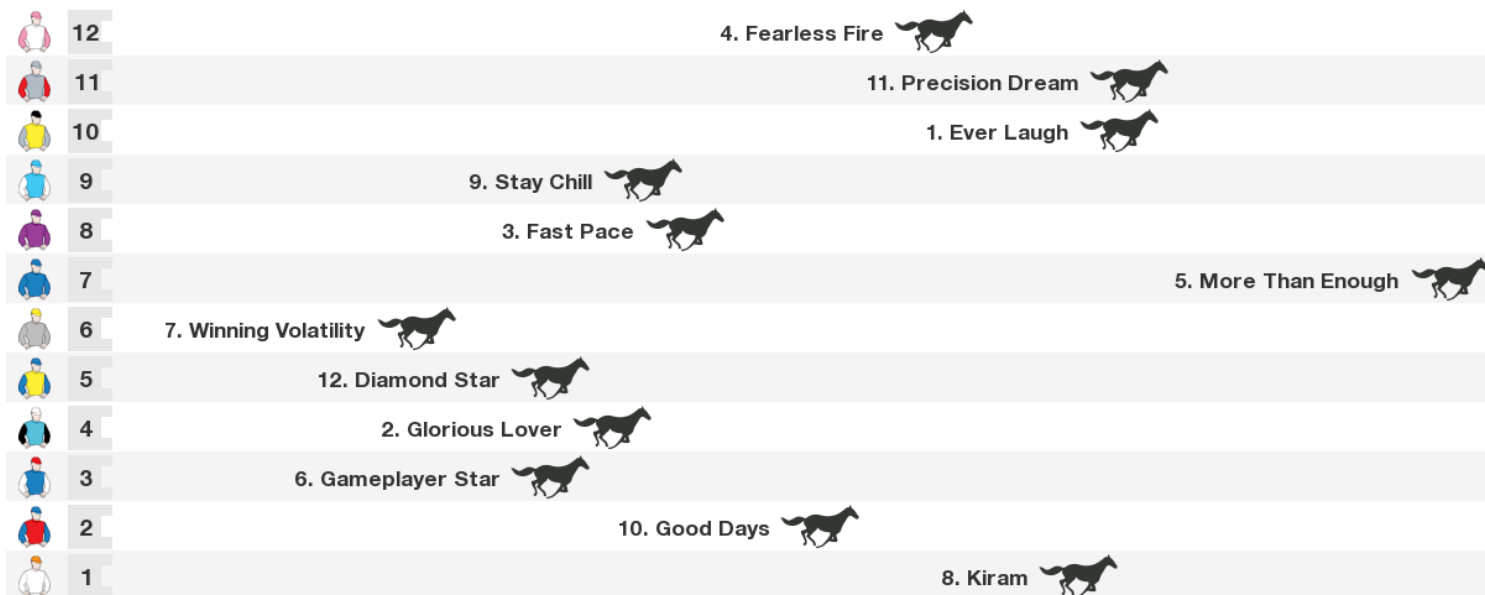 12 4. Fearless Fire
11 11. Precision Dream
10 1. Ever Laugh
9 9. Stay Chill
8 3. Fast Pace
7 5. More Than Enough
6 7. Winning Volatility
5 12. Diamond Star
4 2. Glorious Lover
3 6. Gameplayer Star
2 10. Good Days
1 8. Kiram